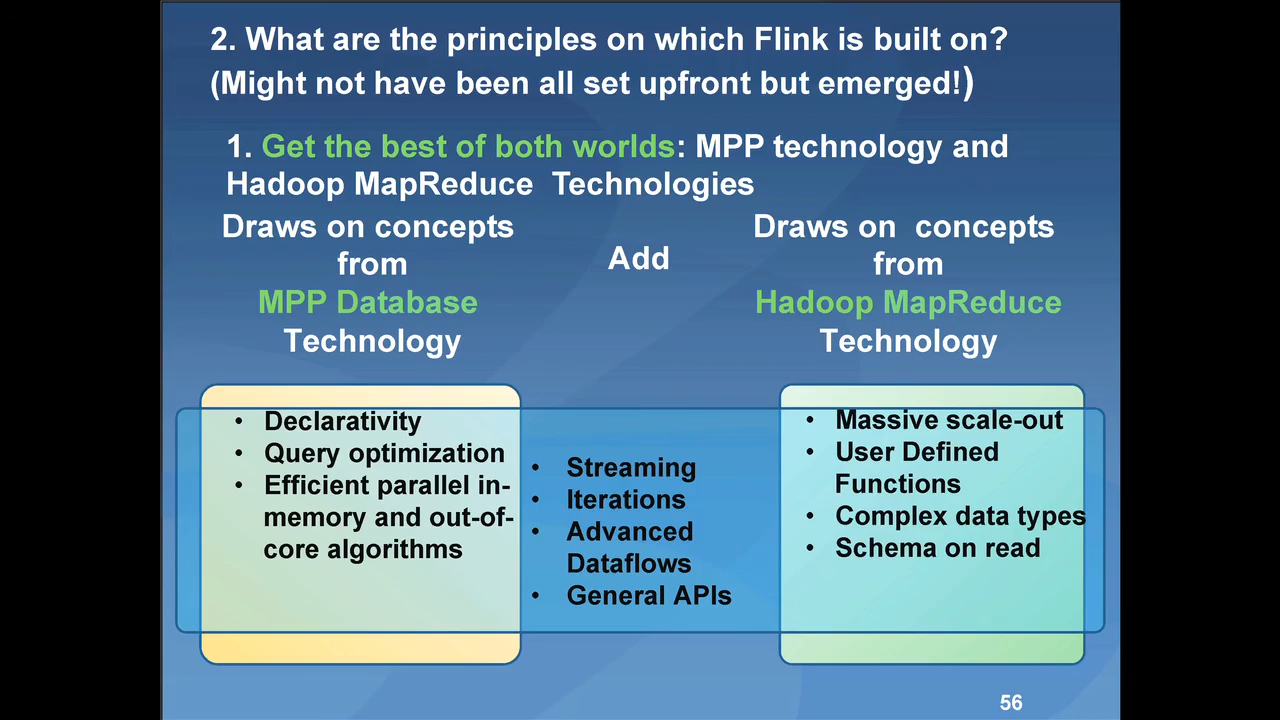 2. What are the principles on which Flink is built on?
(Might not have been all set upfront but emerged!)
1. Get the best of both worlds: MPP technology and
Hadoop MapReduce Technologies
Draws on concepts
from
MPP Database
Technology
Add
Draws on concepts
from
Hadoop MapReduce
Technology
• Declarativity
• Query optimization
• Efficient parallel in-
memory and out-of-
core algorithms
• Streaming
• Iterations
• Advanced
Dataflows
• General APIs
• Massive scale-out
• User Defined
Functions
• Complex data types
• Schema on read
56